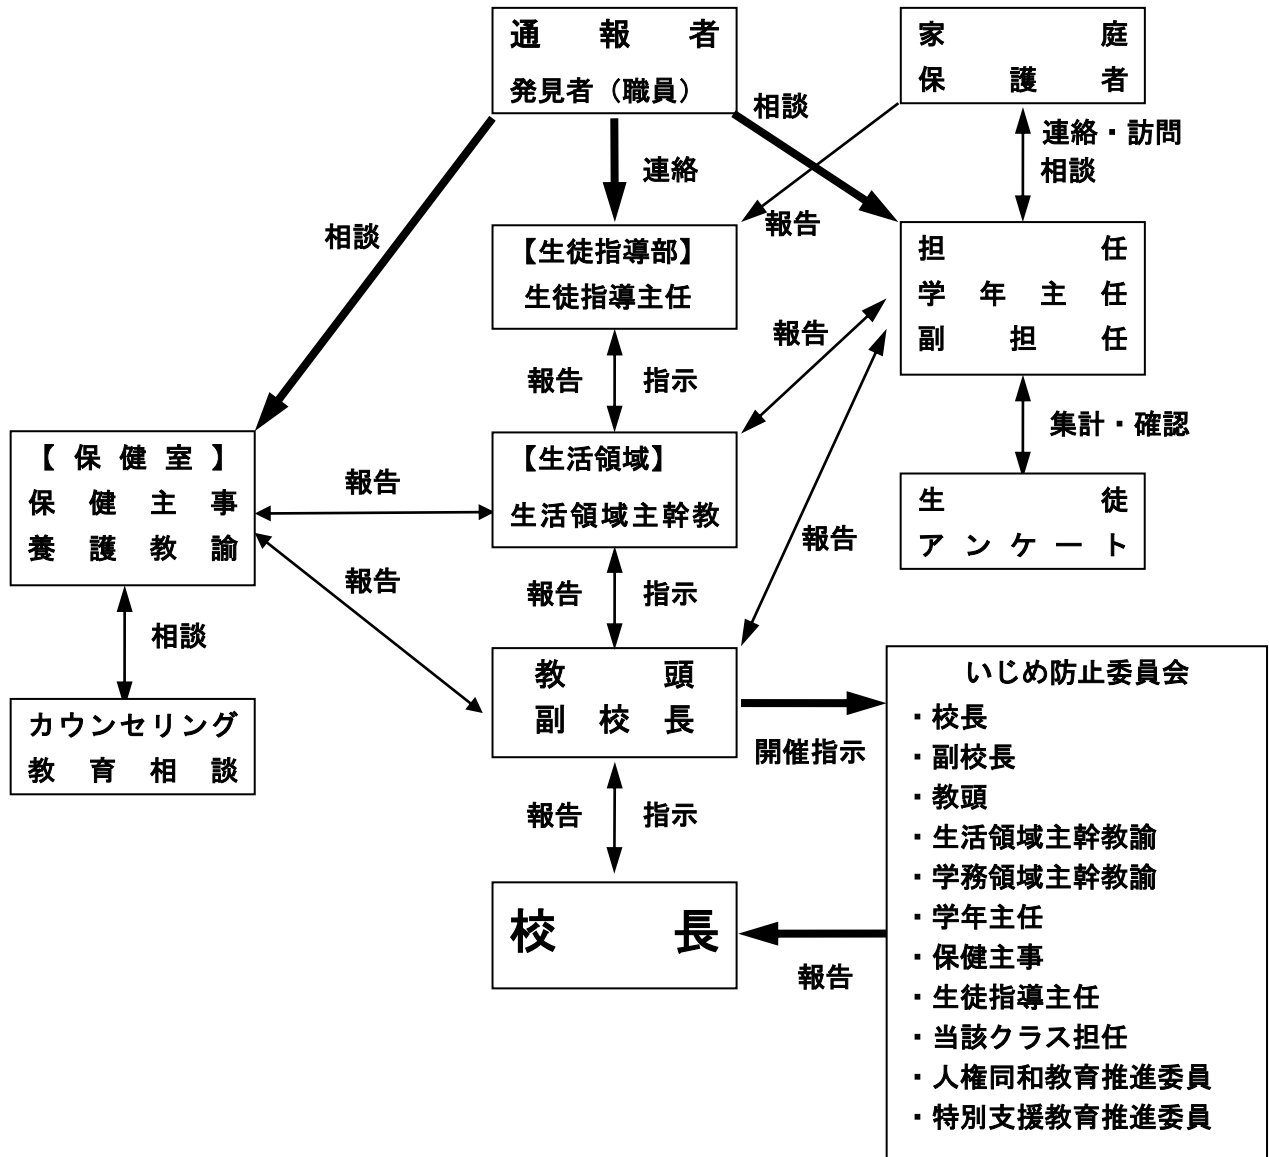 通報者
発見者（職員）
家庭
保護者
相談
連絡・訪問
相談
連絡
報告
相談
【生徒指導部】
生徒指導主任
担任
学年主任
副担任
報告
報告
指示
集計・確認
【保健室】
保健主事
養護教諭
【生活領域】
生活領域主幹教
報告
生徒
アンケート
報告
報告
報告
指示
相談
教頭
副校長
カウンセリング
教育相談
開催指示
報告
指示
校長
報告
いじめ防止委員会
・校長
・副校長
・教頭
・生活領域主幹教諭
・学務領域主幹教諭
・学年主任
・保健主事
・生徒指導主任
・当該クラス担任
・人権同和教育推進委員
・特別支援教育推進委員